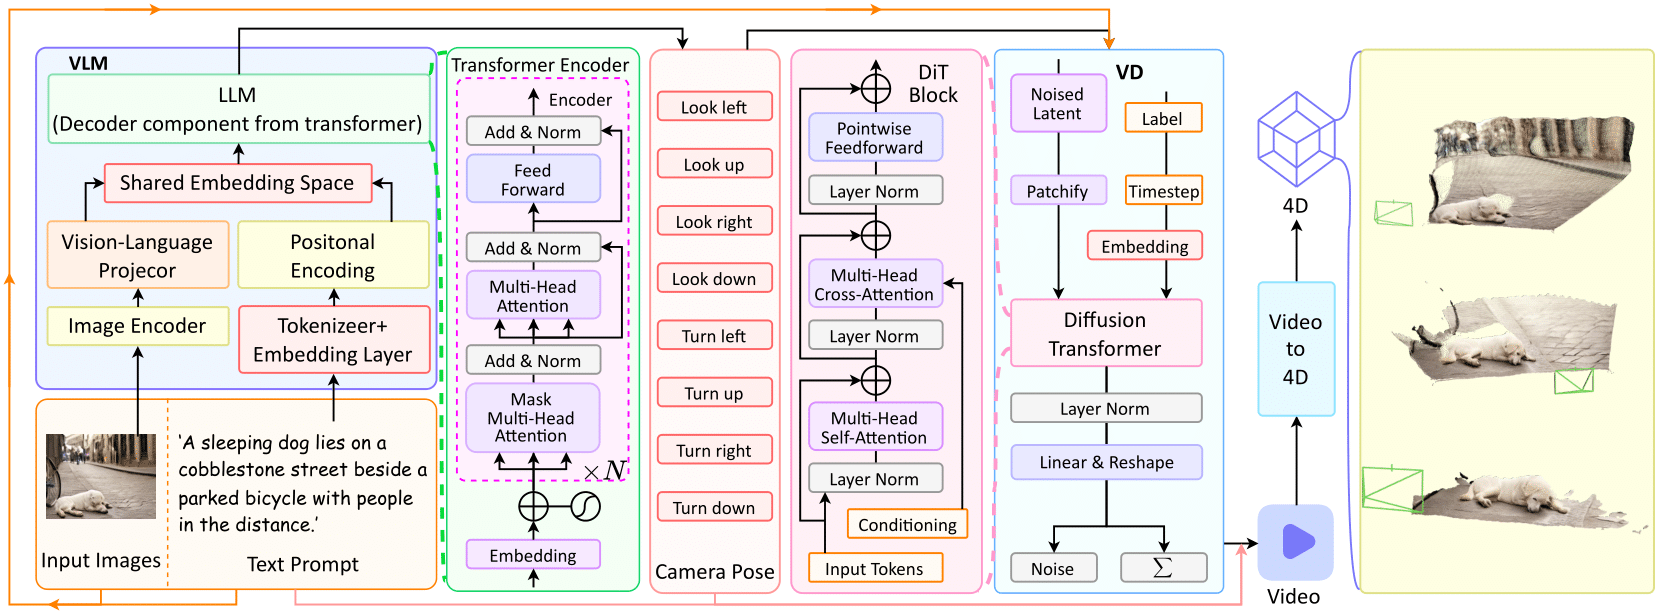 VLM
LLM
(Decoder component from transformer)
Shared Embedding Space
Vision-Language
Projecor
Positonal
Encoding
Image Encoder
Tokenizeer+
Embedding Layer
'A sleeping dog lies on a
cobblestone street beside a
parked bicycle with people
in the distance.'
Input Images
Text Prompt
Transformer Encoder
Encoder
Add & Norm
Feed
Forward
Add & Norm
Multi-Head
Attention
Add & Norm
Mask
Multi-Head
Attention
×N
Embedding
Look left
Look up
Look right
Look down
Turn left
Turn up
Turn right
Turn down
Camera Pose
DiT
Block
Pointwise
Feedforward
Layer Norm
Multi-Head
Cross-Attention
Layer Norm
Multi-Head
Self-Attention
Layer Norm
Conditioning
Input Tokens
VD
Noised
Latent
Label
Patchify
Timestep
Embedding
Diffusion
Transformer
Layer Norm
Linear & Reshape
Noise
Σ
4D
Video
to
4D
Video